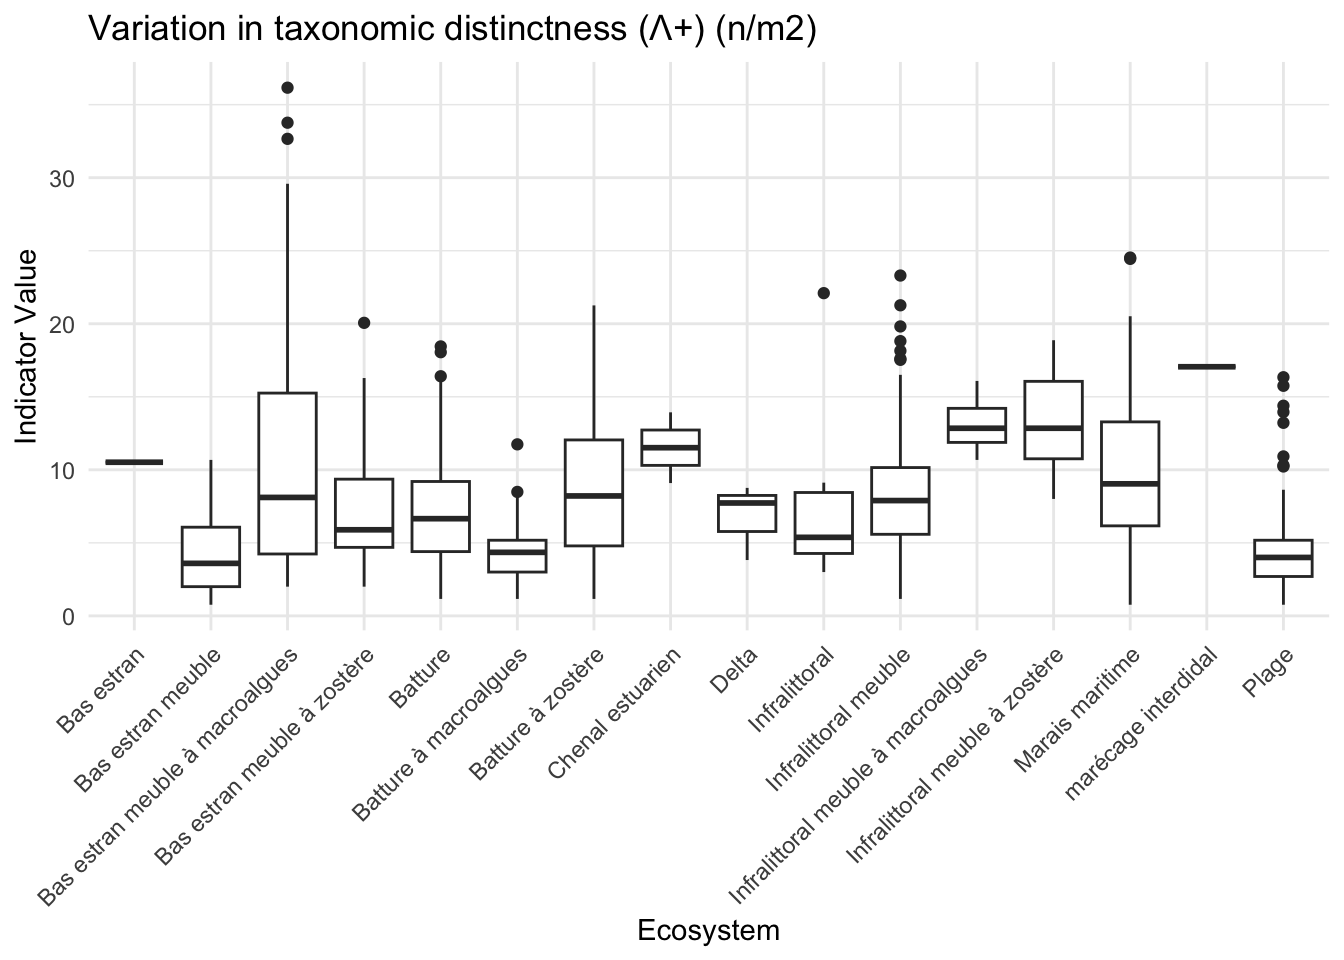 Variation in taxonomic distinctness (Λ+) (n/m2)
Indicator Value
30
20
10
0
Bas estran
Bas estran meuble
Bas estran meuble à macroalgues
Bas estran meuble à zostère
Batture
Batture à macroalgues
Batture à zostère
Chenal estuarien
Delta
Infralittoral
Infralittoral meuble
Infralittoral meuble à macroalgues
Infralittoral meuble à zostère
Marais maritime
marécage interdidal
Plage
Ecosystem